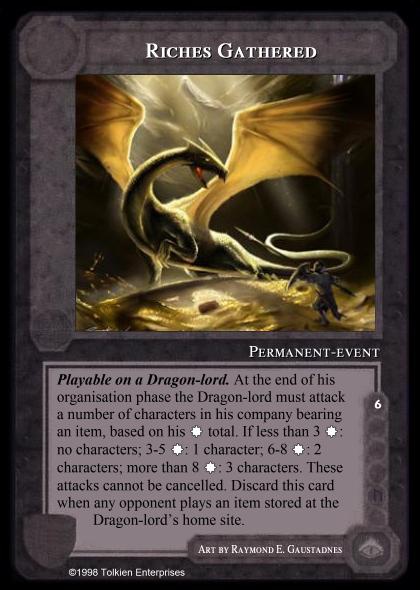 RICHES GATHERED
PERMANENT-EVENT
Playable on a Dragon-lord. At the end of his
organisation phase the Dragon-lord must attack
a number of characters in his company bearing
an item, based on his total. If less than 3 :
no characters; 3-5 : 1 character; 6-8 : 2
characters; more than 8 : 3 characters. These
attacks cannot be cancelled. Discard this card
when any opponent plays an item stored at the
Dragon-lord's home site.
6
ART BY RAYMOND E. GAUSTADNES
©1998 Tolkien Enterprises